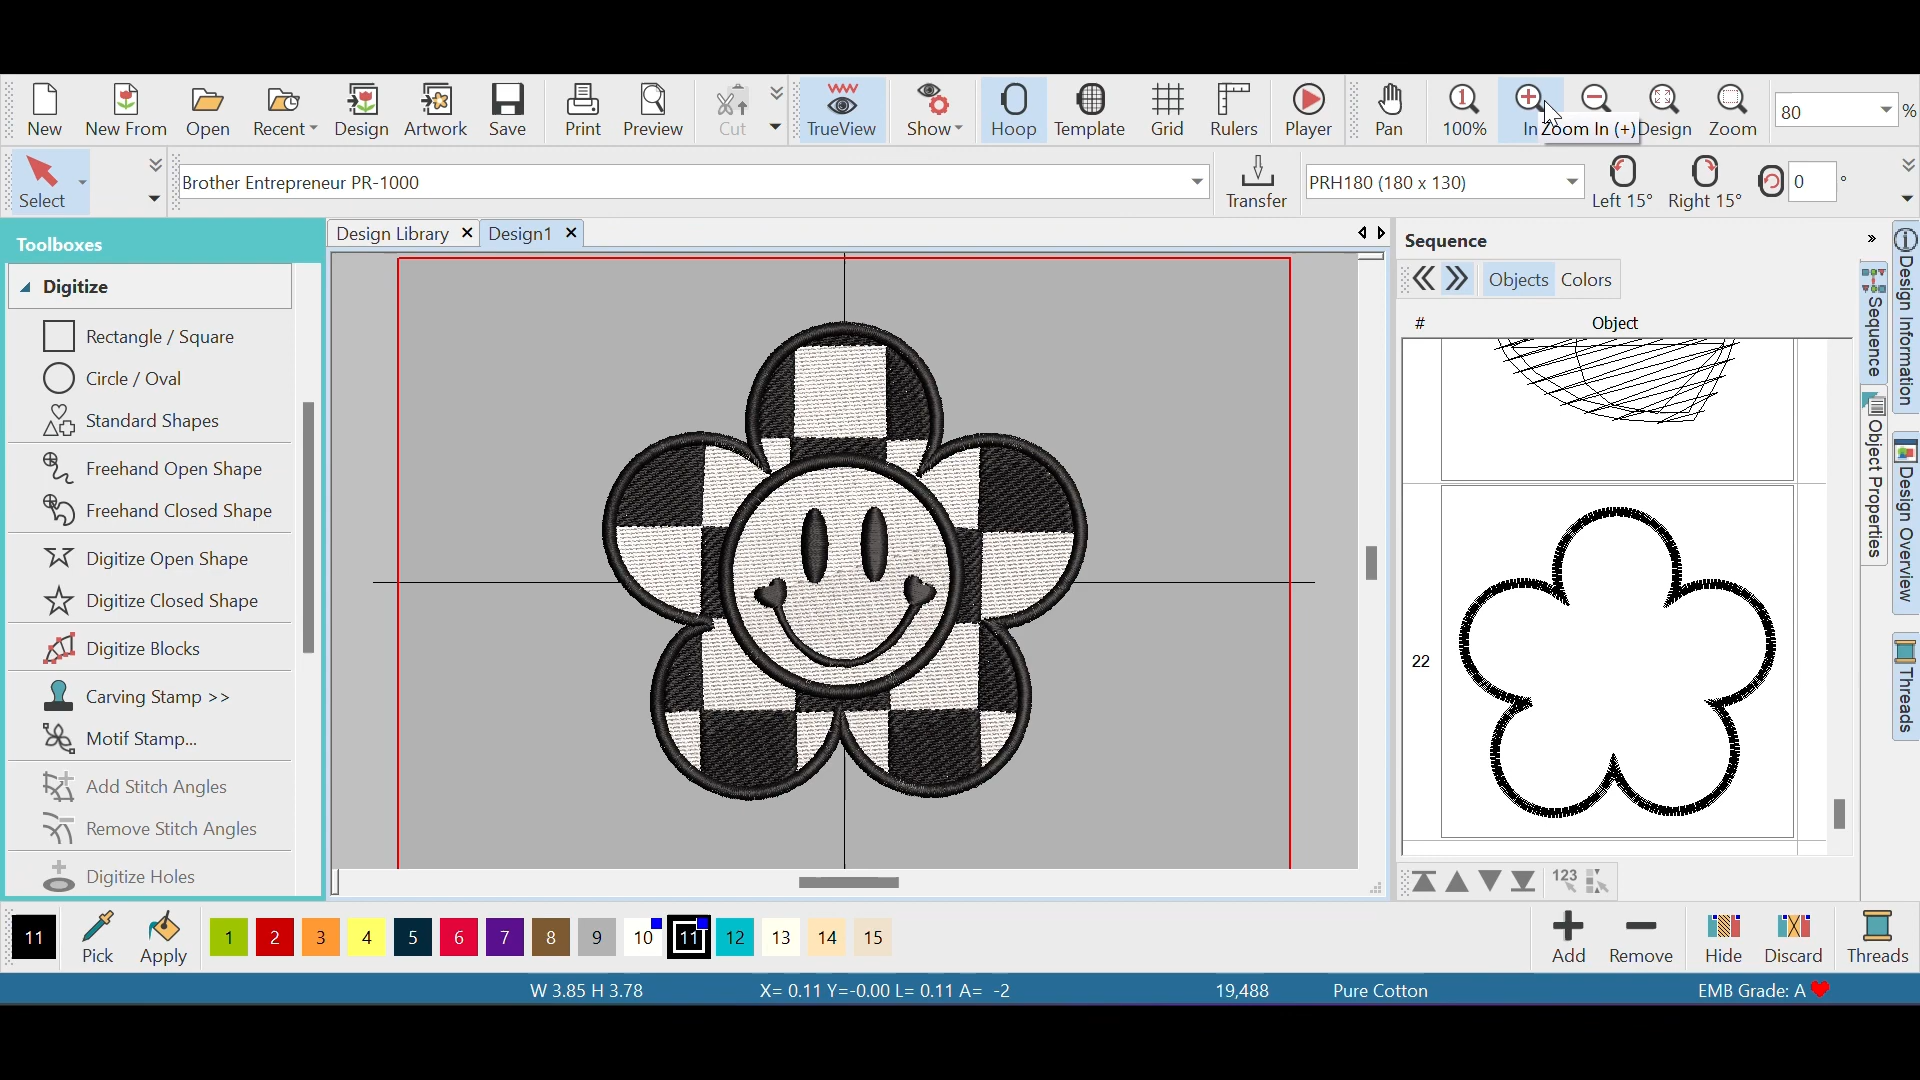 New New From Open Recent Design Artwork Save Print Preview Cut TrueView Show Hoop Template Grid Rulers Player Pan 100% In Zoom In (+) Design Zoom 80 %
Select Brother Entrepreneur PR-1000 Transfer PRH180 (180 x 130) Left 15° Right 15° 0 °
Toolboxes
Digitize
Rectangle / Square
Circle / Oval
Standard Shapes
Freehand Open Shape
Freehand Closed Shape
Digitize Open Shape
Digitize Closed Shape
Digitize Blocks
Carving Stamp >>
Motif Stamp...
Add Stitch Angles
Remove Stitch Angles
Digitize Holes
Design Library Design1
Sequence
Objects Colors
# Object
22
123
Sequence
Object Properties
Design Information
Design Overview
Threads
11 Pick Apply 1 2 3 4 5 6 7 8 9 10 11 12 13 14 15 Add Remove Hide Discard Threads
W 3.85 H 3.78 X= 0.11 Y=-0.00 L= 0.11 A= -2 19,488 Pure Cotton EMB Grade: A